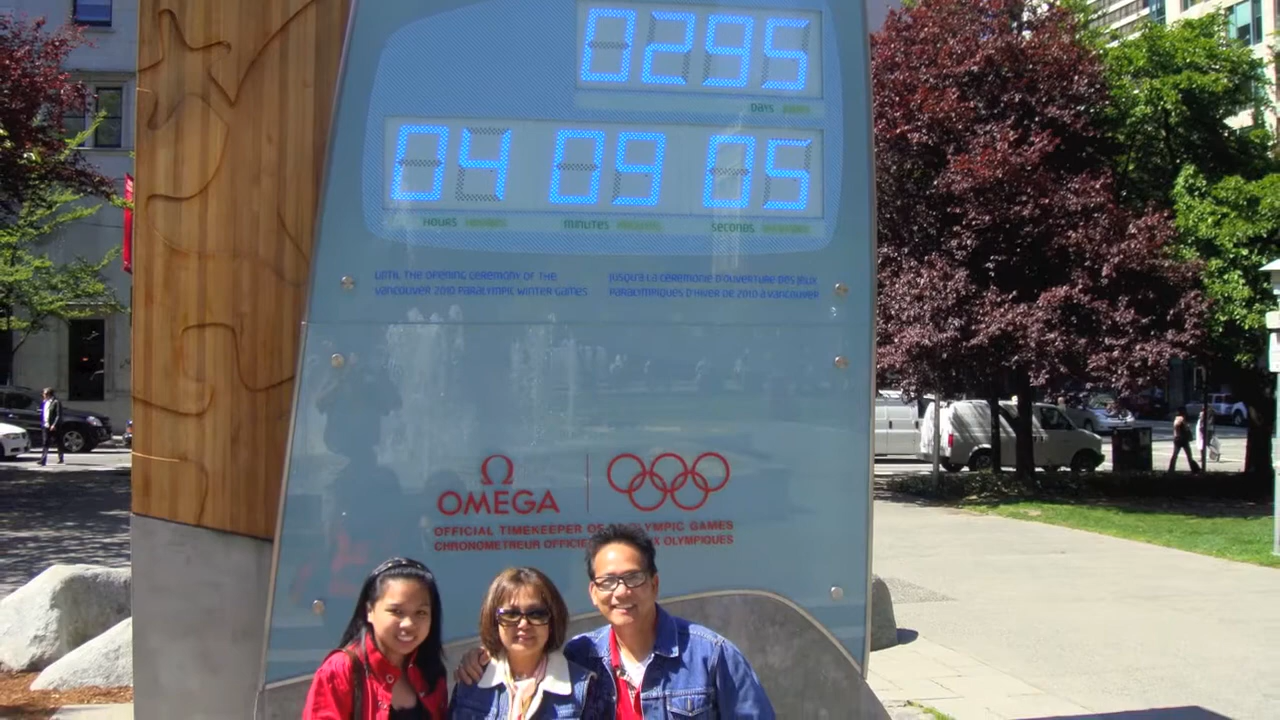 0295
DAYS
04 09 05
HOURS MINUTES SECONDS
UNTIL THE OPENING CEREMONY OF THE
VANCOUVER 2010 PARALYMPIC WINTER GAMES
JUSQU'À LA CÉRÉMONIE D'OUVERTURE DES JEUX
PARALYMPIQUES D'HIVER DE 2010 À VANCOUVER
Ω
OMEGA
OFFICIAL TIMEKEEPER OF OLYMPIC GAMES
CHRONOMETREUR OLYMPIQUES